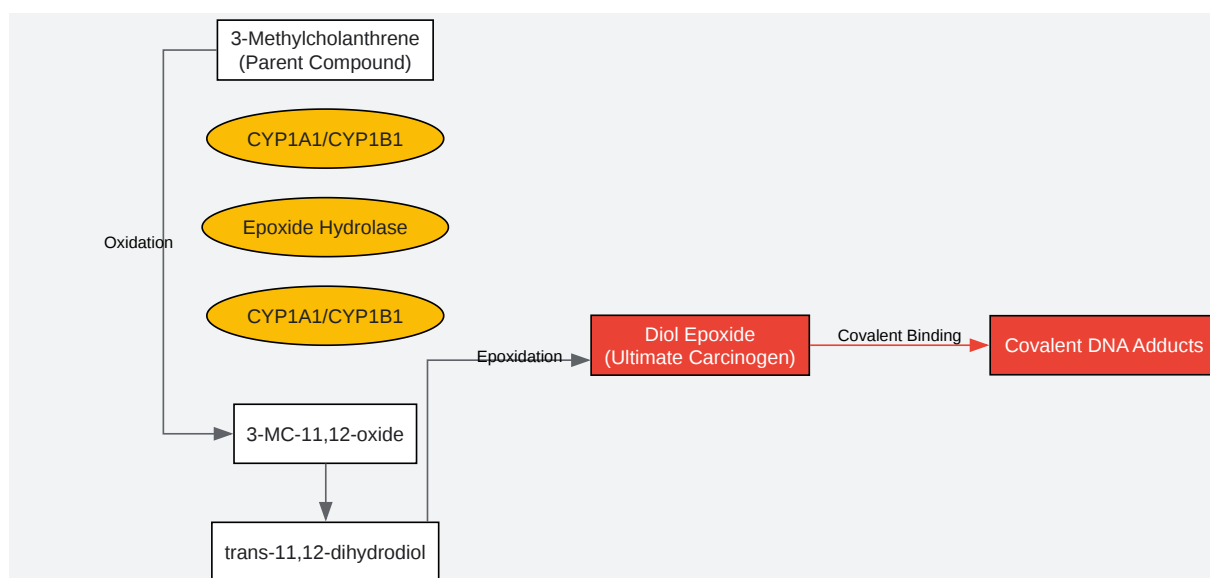 3-Methylcholanthrene
(Parent Compound)
CYP1A1/CYP1B1
Epoxide Hydrolase
Oxidation
CYP1A1/CYP1B1
Diol Epoxide
(Ultimate Carcinogen)
Covalent Binding
Covalent DNA Adducts
Epoxidation
3-MC-11,12-oxide
trans-11,12-dihydrodiol